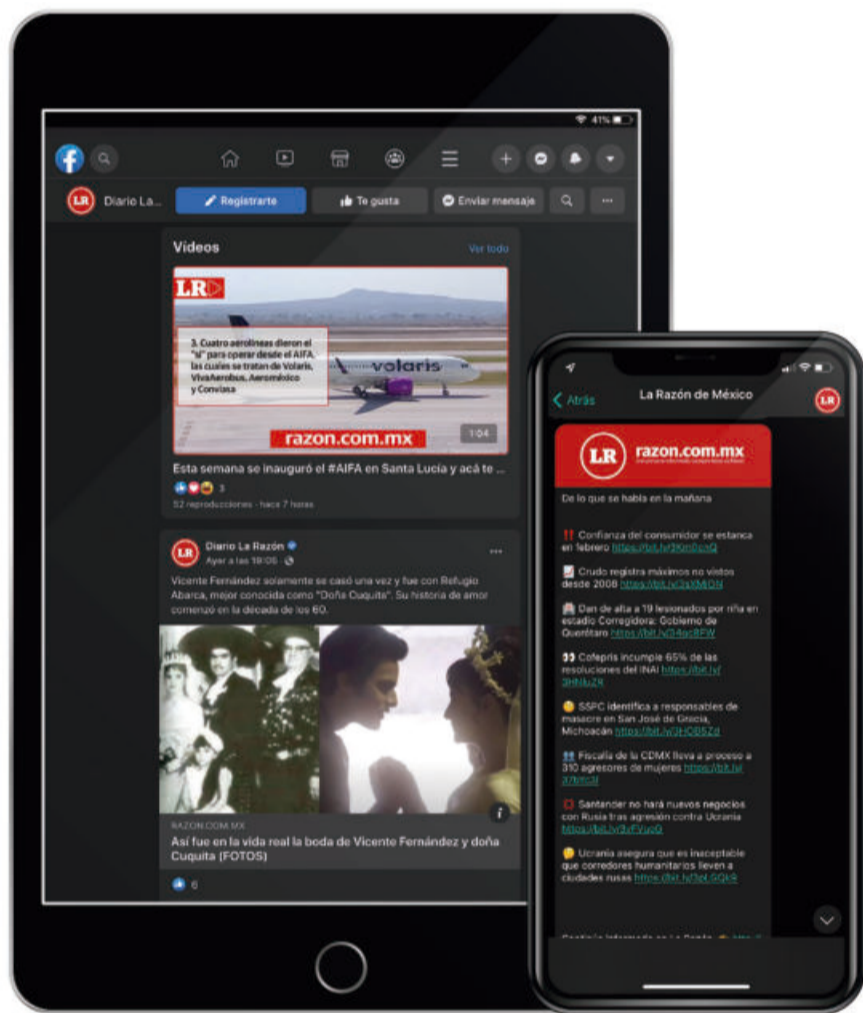 41%
LR
Diario La...
Registrarte
Te gusta
Enviar mensaje
Vídeos
Ver todo
LR
3. Cuatro aerolíneas dieron el
"sí" para operar desde el AIFA,
las cuales se tratan de Volaris,
VivaAerobus, Aeroméxico
y Conviasa
volaris
razon.com.mx
1:04
Esta semana se inauguró el #AIFA en Santa Lucía y acá te ...
3
52 reproducciones · hace 7 horas
LR
Diario La Razón
Ayer a las 19:05
Vicente Fernández solamente se casó una vez y fue con Refugio
Abarca, mejor conocida como "Doña Cuquita". Su historia de amor
comenzó en la década de los 60.
RAZON.COM.MX
Así fue en la vida real la boda de Vicente Fernández y doña
Cuquita (FOTOS)
6
Atrás
La Razón de México
LR
LR
razon.com.mx
De lo que se habla en la mañana
Confianza del consumidor se estanca
en febrero
Crudo registra máximos no vistos
desde 2008
Dan de alta a 19 lesionados por riña en
estadio Corregidora: Gobierno de
Querétaro
Cofepris incumple 65% de las
resoluciones del INAI
SSPC identifica a responsables de
masacre en San José de Gracia,
Michoacán
Fiscalía de la CDMX lleva a proceso a
310 agresores de mujeres
Santander no hará nuevos negocios
con Rusia tras agresión contra Ucrania
Ucrania asegura que es inaceptable
que corredores humanitarios lleven a
ciudades rusas